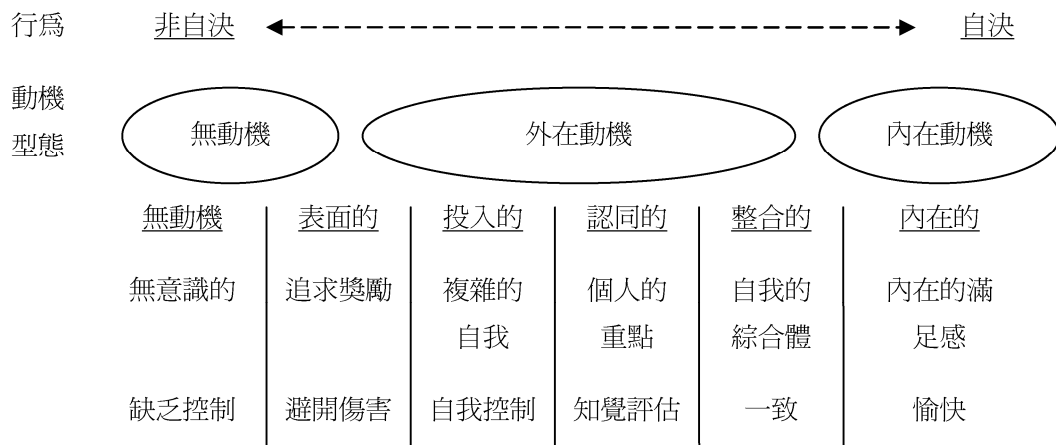 行為 非自決 自決
動機
型態
無動機 外在動機 內在動機
無動機 表面的 投入的 認同的 整合的 內在的
無意識的 追求獎勵 複雜的 個人的 自我的 內在的滿
自我 重點 綜合體 足感
缺乏控制 避開傷害 自我控制 知覺評估 一致 愉快